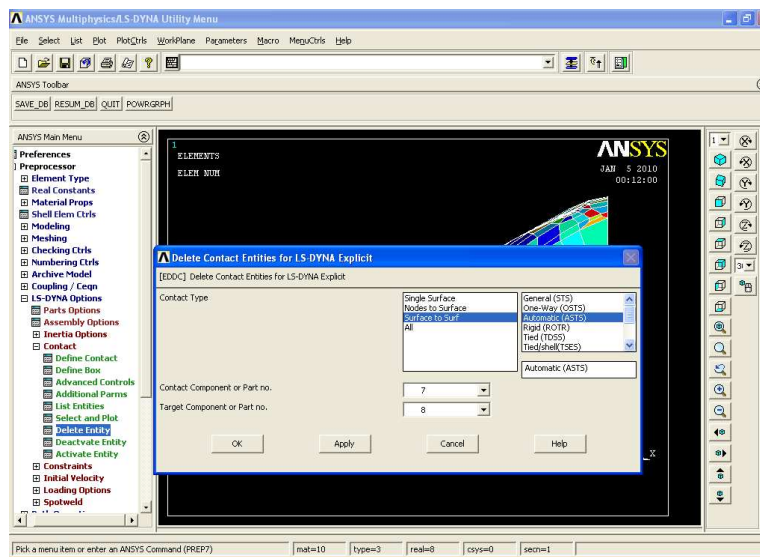 ANSYS Multiphysics/LS-DYNA Utility Menu
File Select List Plot PlotCtrls WorkPlane Parameters Macro MenuCtrls Help
ANSYS Toolbar
SAVE_DB RESUM_DB QUIT POWRGRPH
ANSYS Main Menu
Preferences
Preprocessor
Element Type
Real Constants
Material Props
Shell Elem Ctrls
Modeling
Meshing
Checking Ctrls
Numbering Ctrls
Archive Model
Coupling / Ceqn
LS-DYNA Options
Parts Options
Assembly Options
Inertia Options
Contact
Define Contact
Define Box
Advanced Controls
Additional Parms
List Entities
Select and Plot
Delete Entity
Deactvate Entity
Activate Entity
Constraints
Initial Velocity
Loading Options
Spotweld
1
ELEMENTS
ELEM NUM
ANSYS
JAN 5 2010
00:12:00
Delete Contact Entities for LS-DYNA Explicit
[EDDC] Delete Contact Entities for LS-DYNA Explicit
Contact Type
Single Surface
Nodes to Surface
Surface to Surf
All
General (STS)
One-Way (OSTS)
Automatic (ASTS)
Rigid (ROTR)
Tied (TDSS)
Tied/shell(TSES)
Automatic (ASTS)
Contact Component or Part no.
7
Target Component or Part no.
8
OK Apply Cancel Help
X
1
Pick a menu item or enter an ANSYS Command (PREP7) mat=10 type=3 real=8 csys=0 secn=1